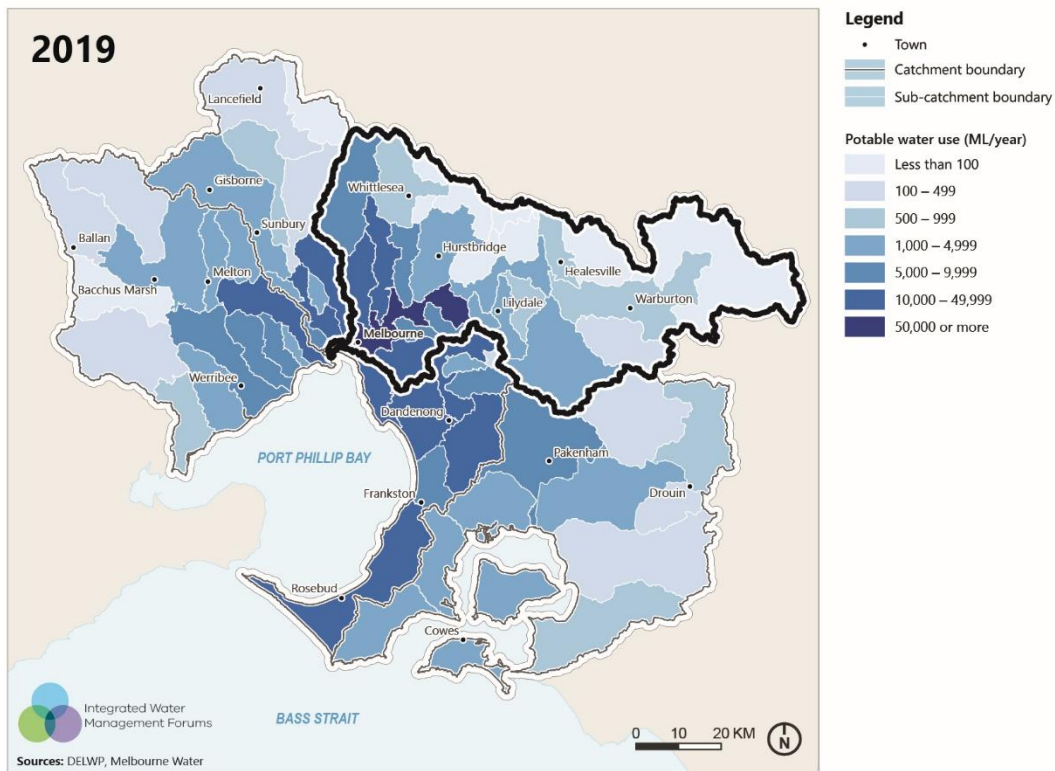 2019
Lancefield
Gisborne
Sunbury
Ballan
Bacchus Marsh
Melton
Werribee
Whittlesea
Hurstbridge
Healesville
Lilydale
Warburton
Melbourne
Dandenong
PORT PHILLIP BAY
Pakenham
Frankston
Drouin
Rosebud
Cowes
BASS STRAIT
Integrated Water
Management Forums
Sources: DELWP, Melbourne Water
0 10 20 KM
N
Legend
Town
Catchment boundary
Sub-catchment boundary
Potable water use (ML/year)
Less than 100
100 – 499
500 – 999
1,000 – 4,999
5,000 – 9,999
10,000 – 49,999
50,000 or more